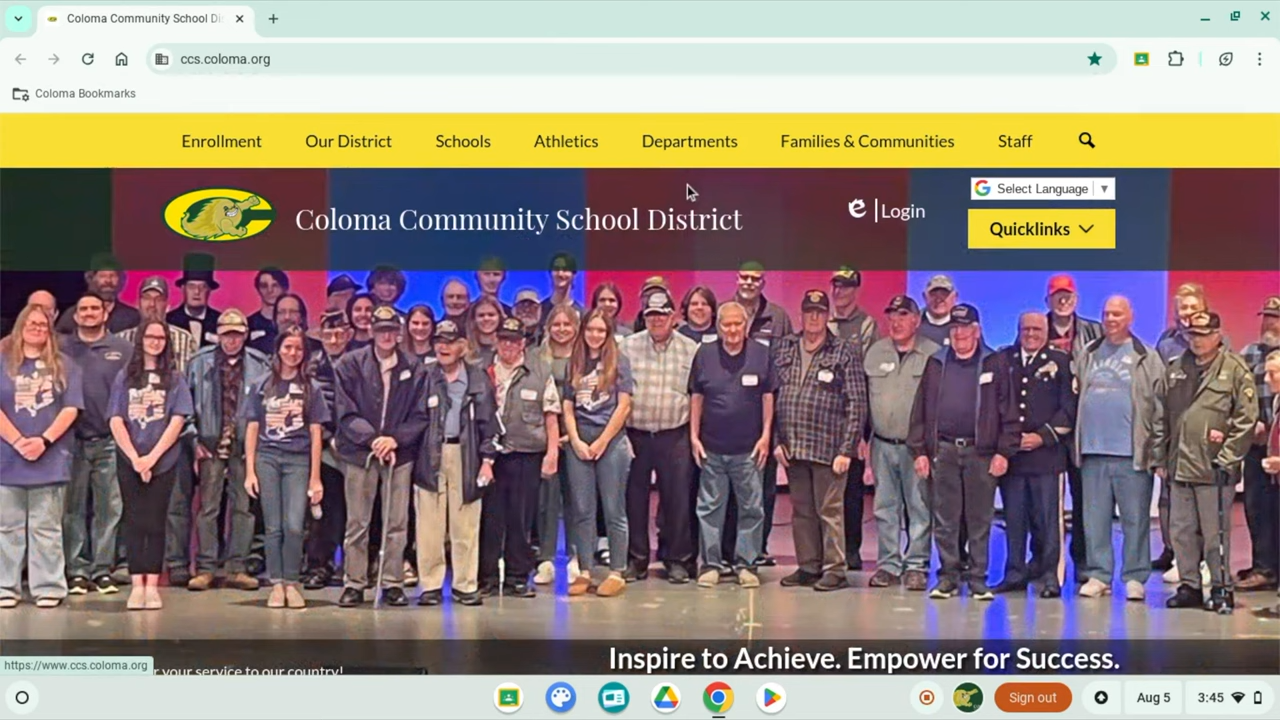 Coloma Community School Di
ccs.coloma.org
Coloma Bookmarks
Enrollment
Our District
Schools
Athletics
Departments
Families & Communities
Staff
Coloma Community School District
Login
Select Language
Quicklinks
https://www.ccs.coloma.org
r your service to our country!
Inspire to Achieve. Empower for Success.
Sign out
Aug 5
3:45